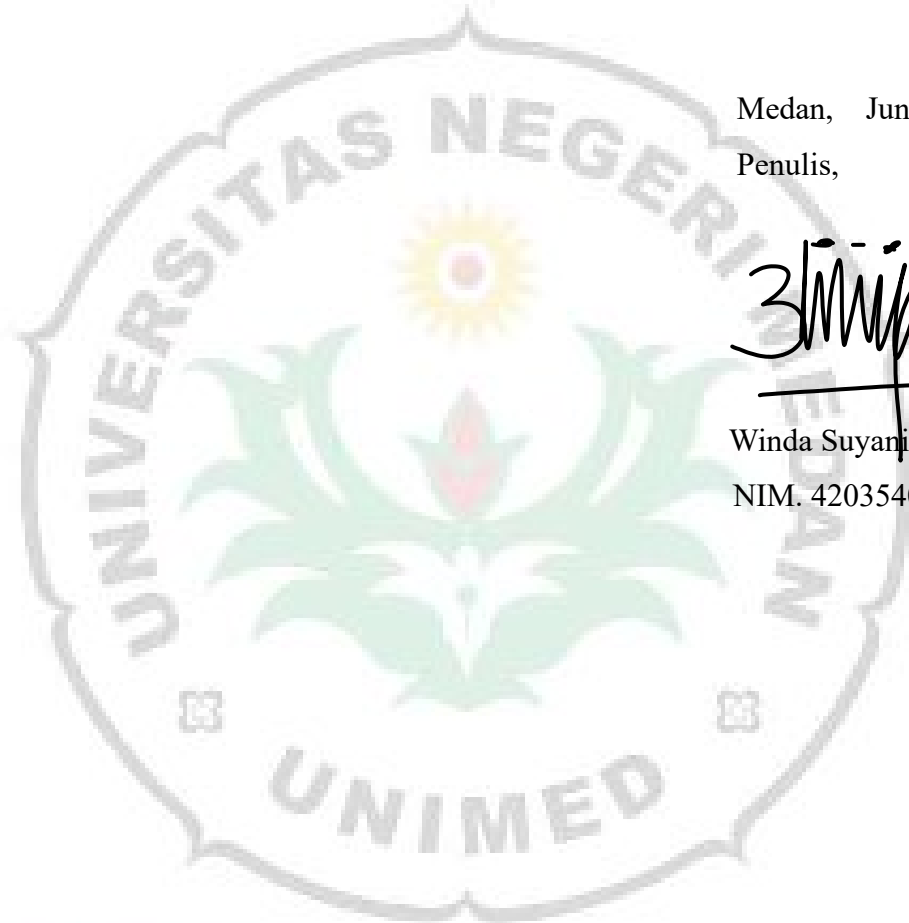 Medan, Jun
Penulis,
Winda Suyani
NIM. 420354
UNIVERSITAS NEGERI MEDAN
UNIMED